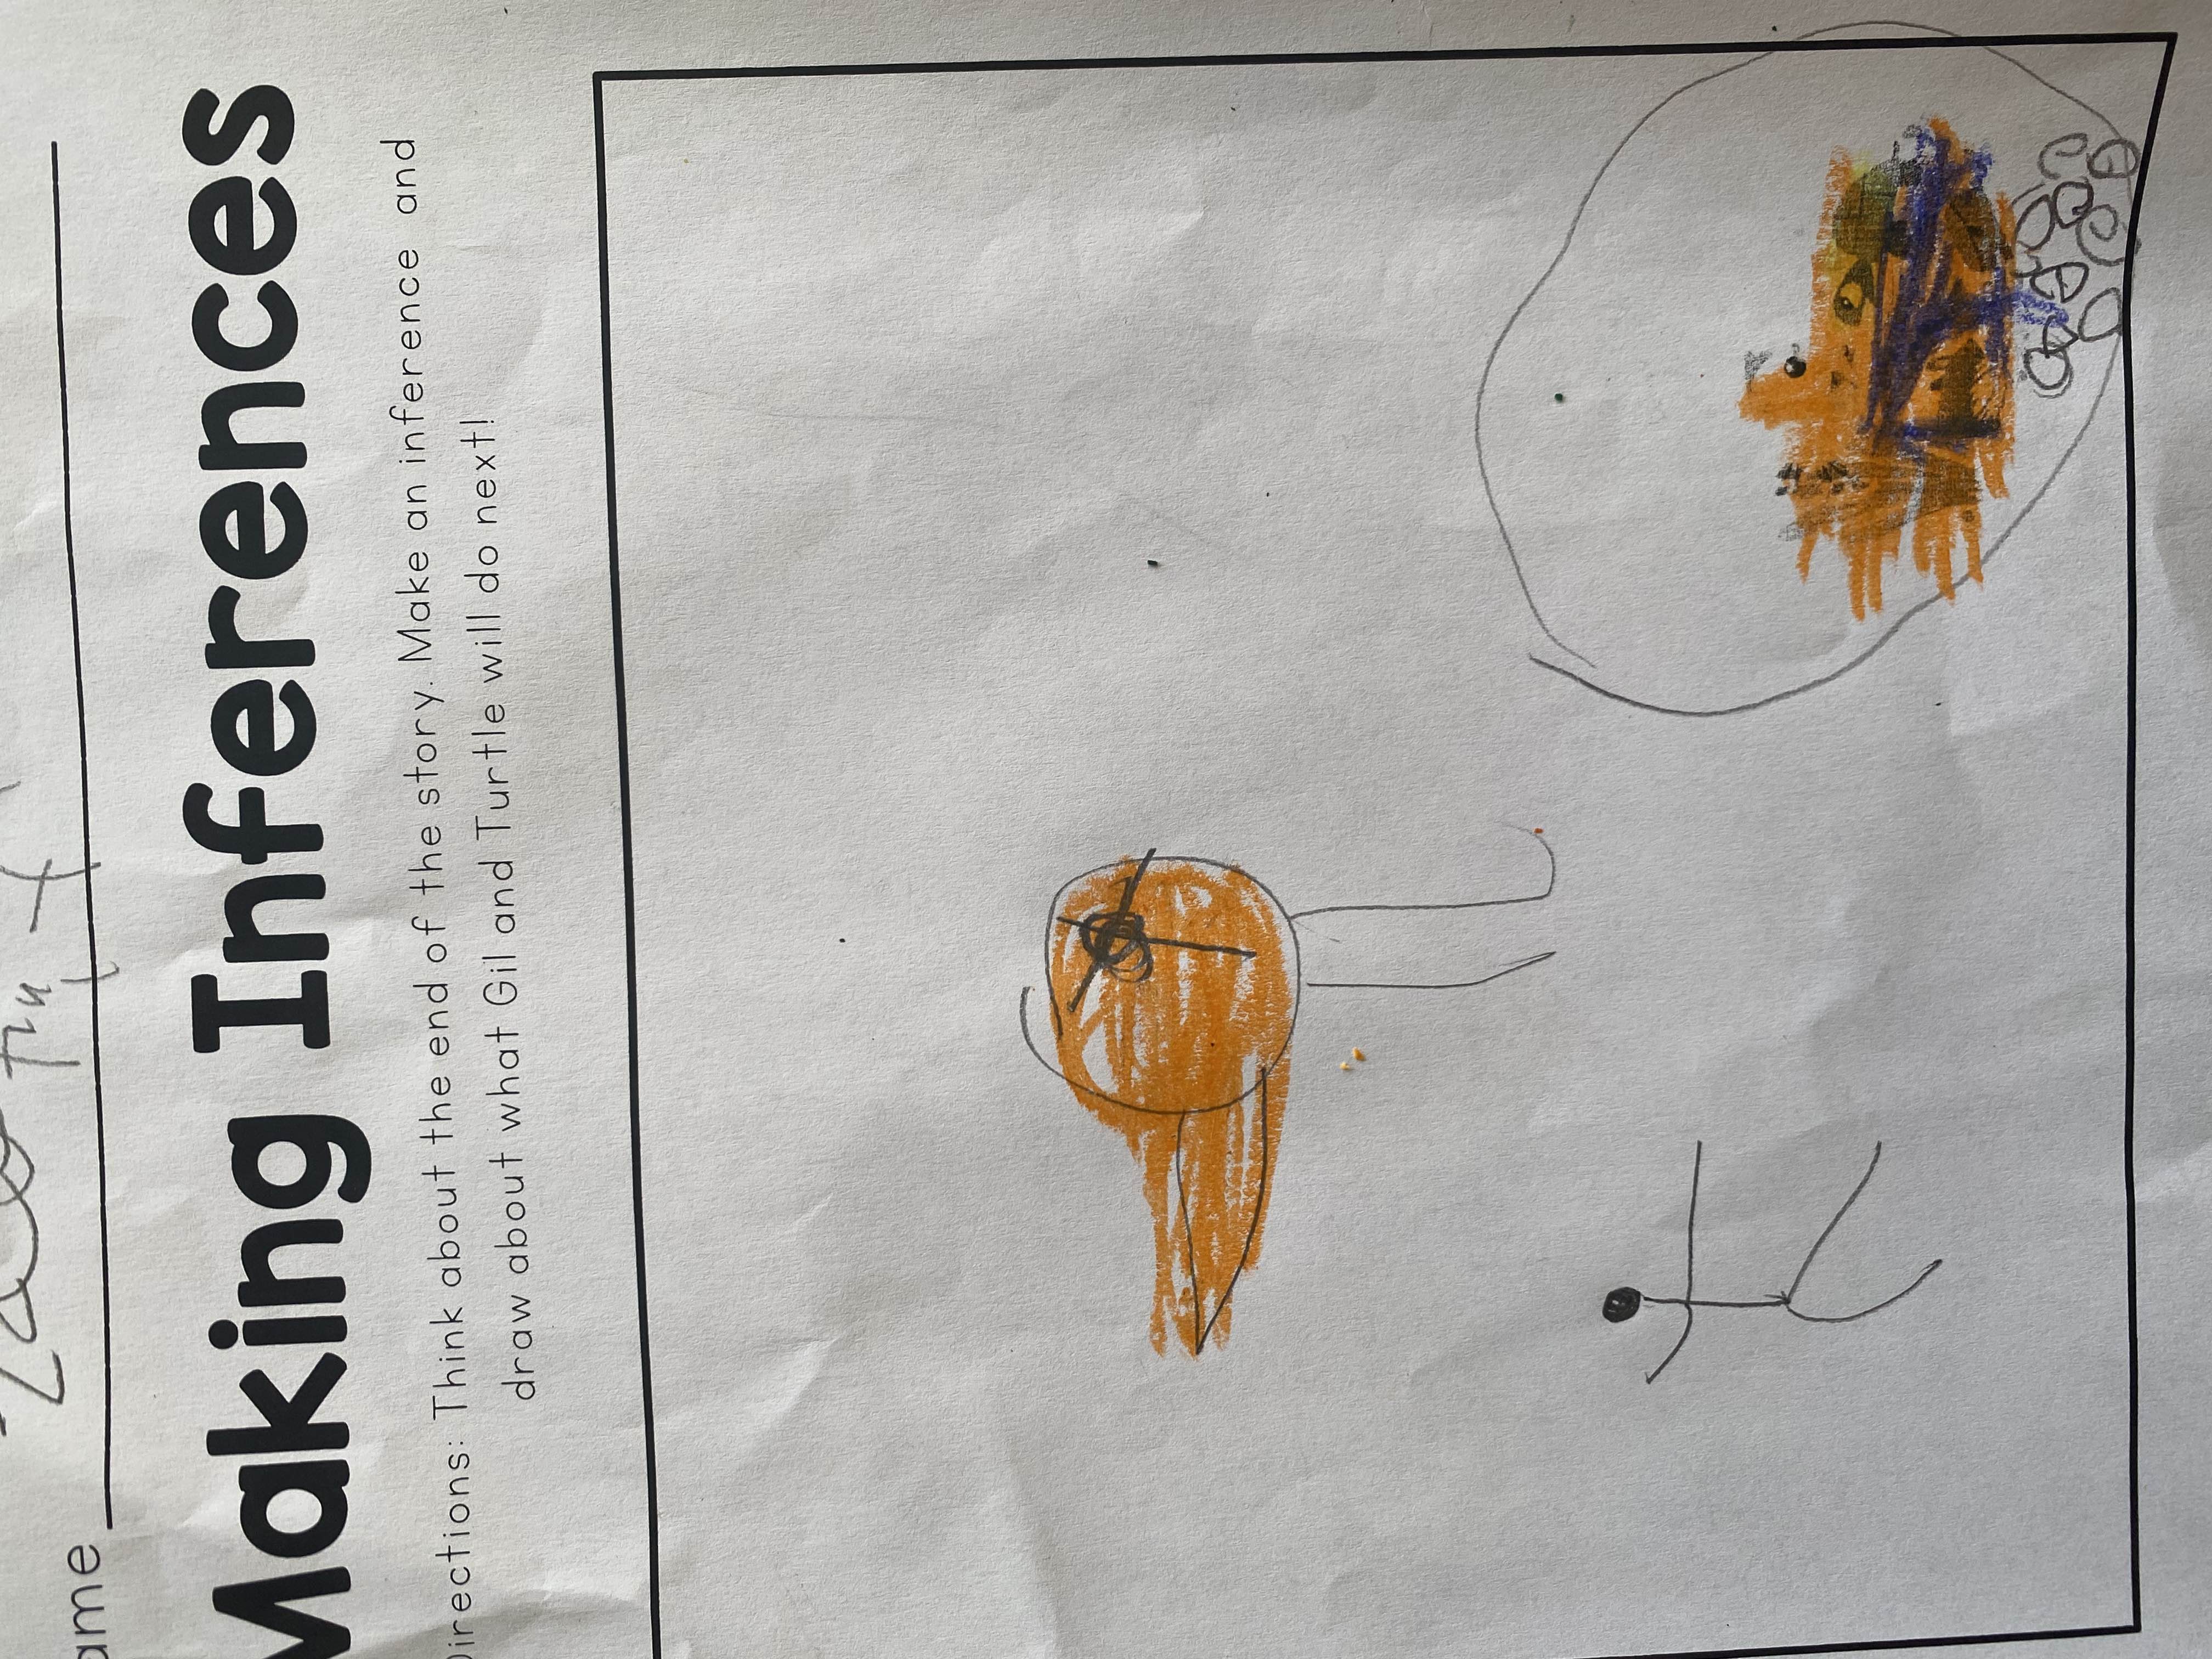 ame
Making Inferences
Directions: Think about the end of the story. Make an inference and
draw about what Gil and Turtle will do next!